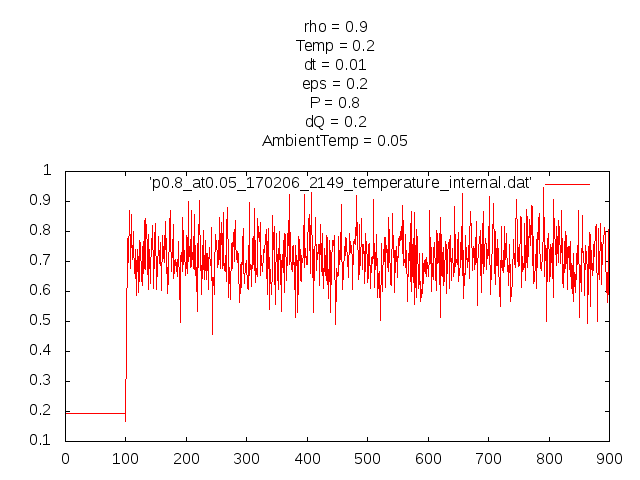 rho = 0.9
Temp = 0.2
dt = 0.01
eps = 0.2
P = 0.8
dQ = 0.2
AmbientTemp = 0.05
'p0.8_at0.05_170206_2149_temperature_internal.dat'
1
0.9
0.8
0.7
0.6
0.5
0.4
0.3
0.2
0.1
0 100 200 300 400 500 600 700 800 900